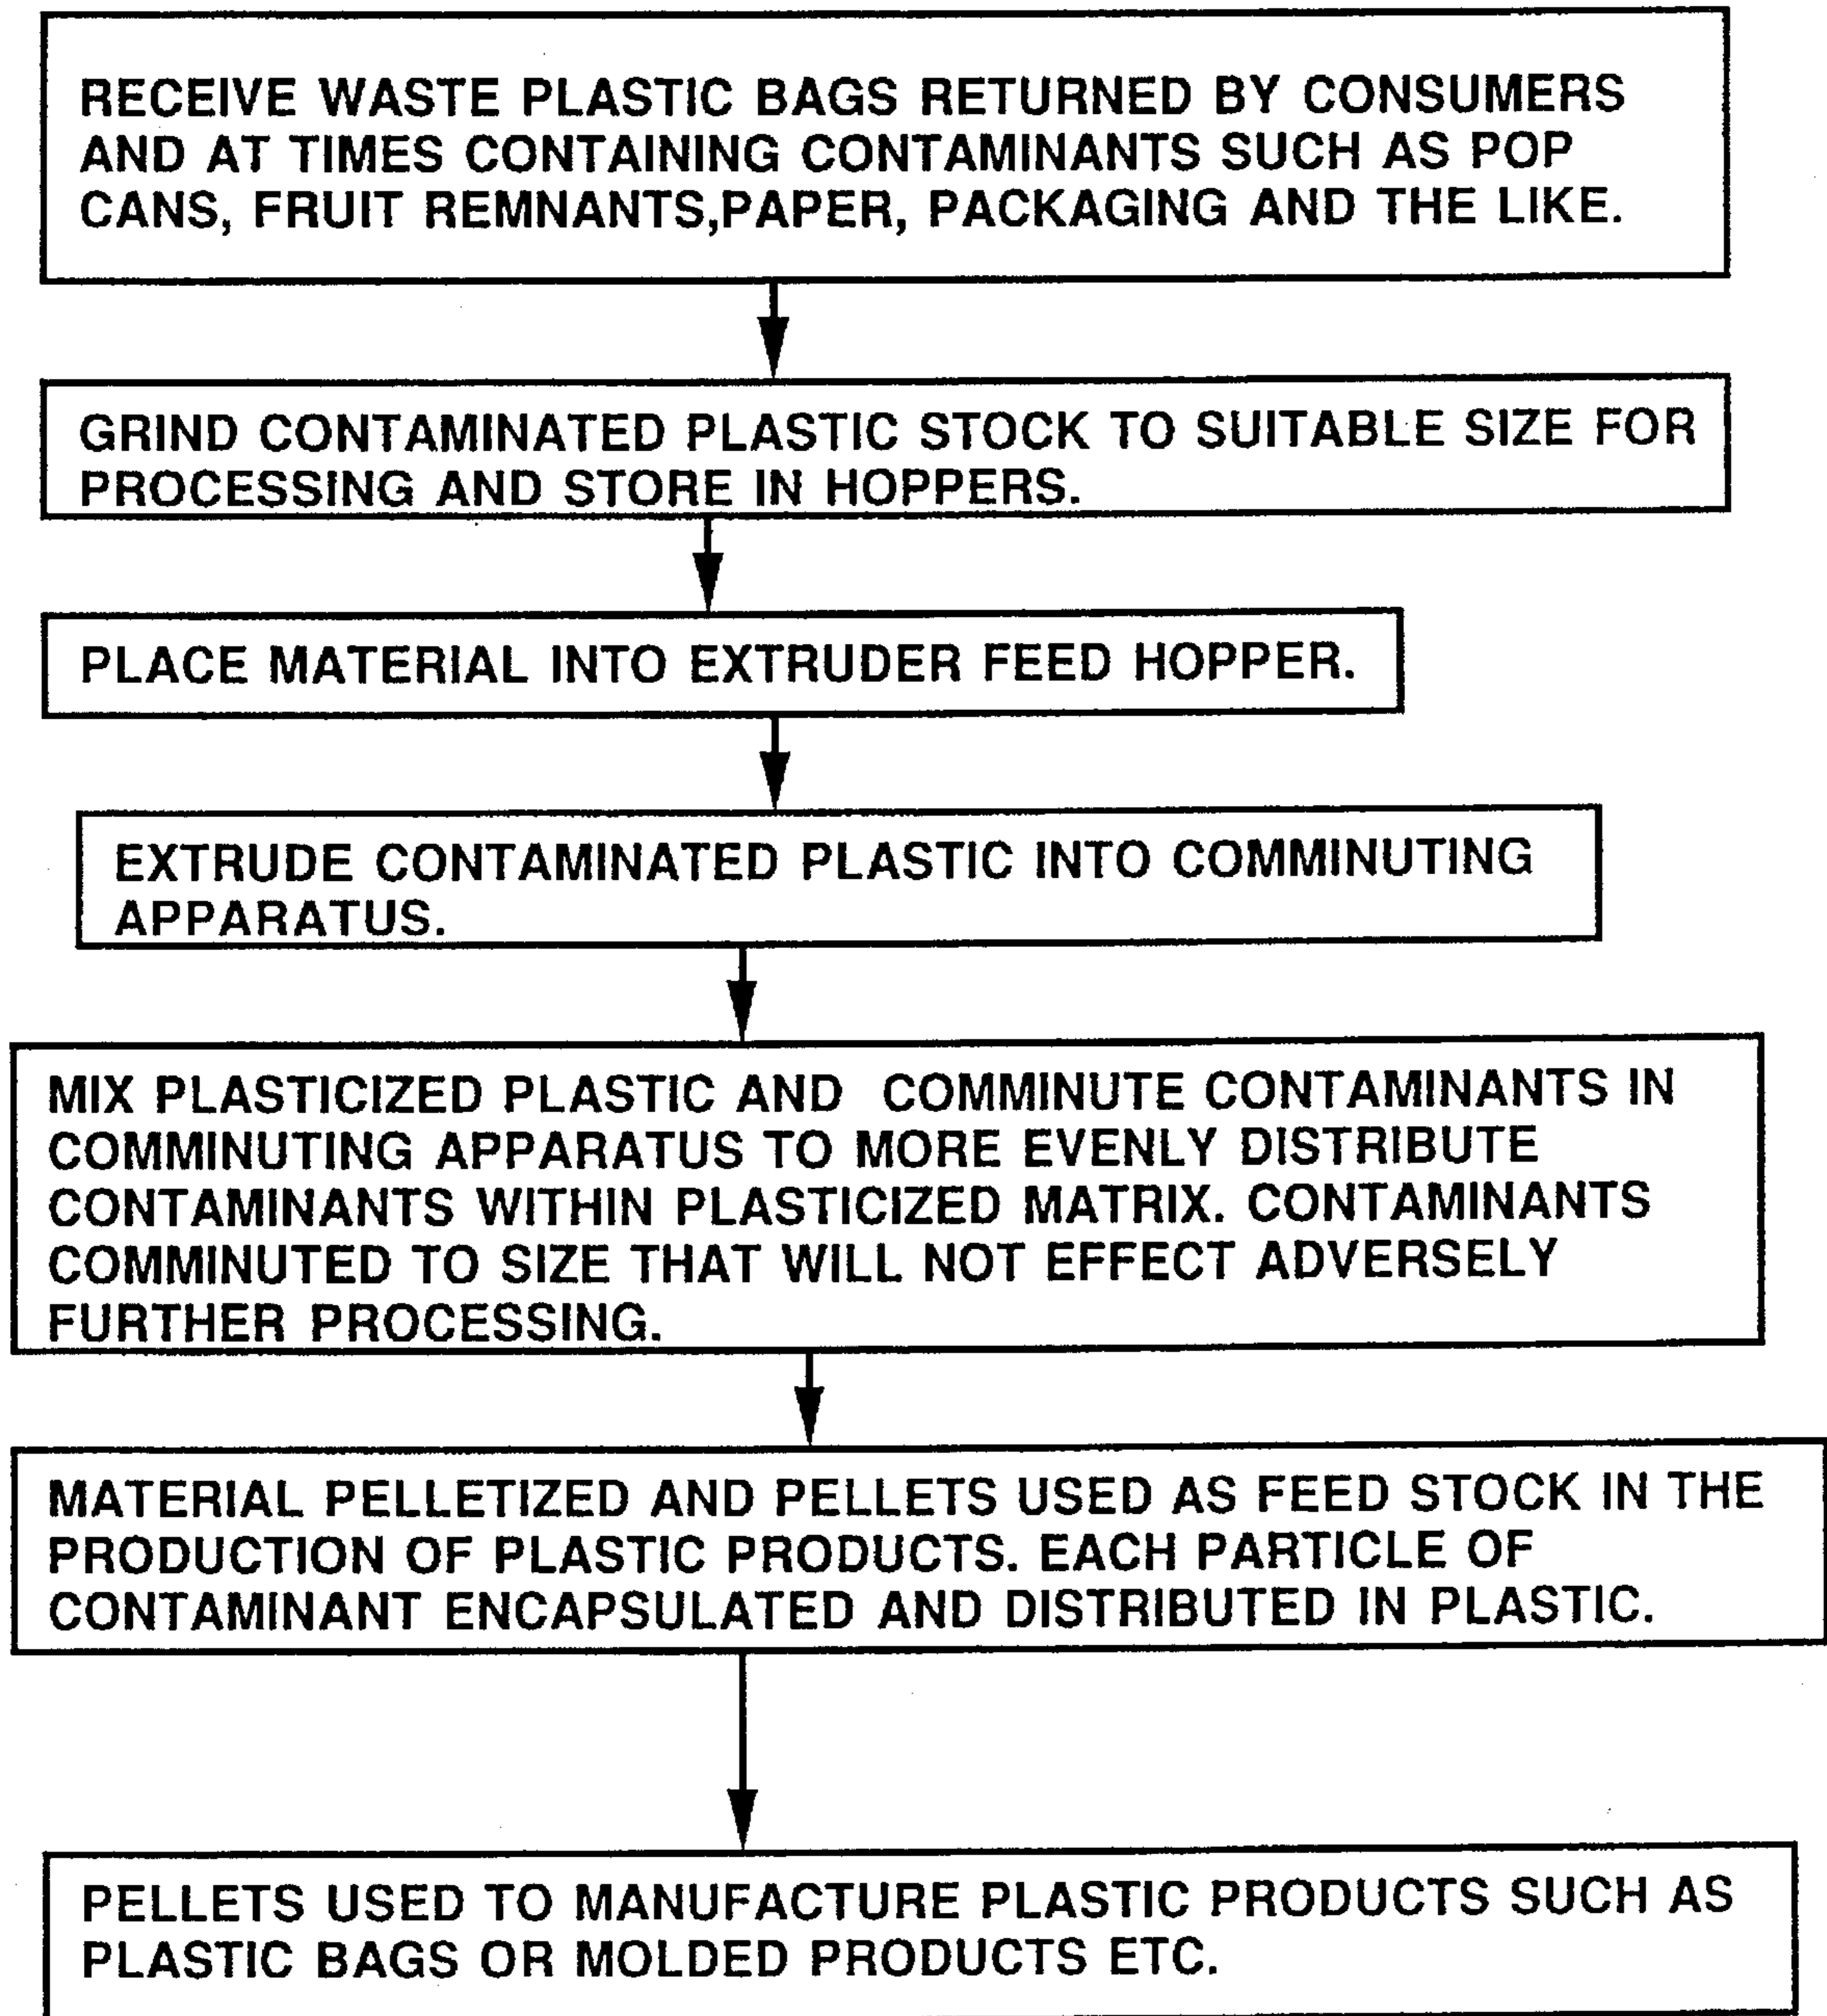 RECEIVE WASTE PLASTIC BAGS RETURNED BY CONSUMERS
AND AT TIMES CONTAINING CONTAMINANTS SUCH AS POP
CANS, FRUIT REMNANTS,PAPER, PACKAGING AND THE LIKE.
GRIND CONTAMINATED PLASTIC STOCK TO SUITABLE SIZE FOR
PROCESSING AND STORE IN HOPPERS.
PLACE MATERIAL INTO EXTRUDER FEED HOPPER.
EXTRUDE CONTAMINATED PLASTIC INTO COMMINUTING
APPARATUS.
MIX PLASTICIZED PLASTIC AND  COMMINUTE CONTAMINANTS IN
COMMINUTING APPARATUS TO MORE EVENLY DISTRIBUTE
CONTAMINANTS WITHIN PLASTICIZED MATRIX. CONTAMINANTS
COMMINUTED TO SIZE THAT WILL NOT EFFECT ADVERSELY
FURTHER PROCESSING.
MATERIAL PELLETIZED AND PELLETS USED AS FEED STOCK IN THE
PRODUCTION OF PLASTIC PRODUCTS. EACH PARTICLE OF
CONTAMINANT ENCAPSULATED AND DISTRIBUTED IN PLASTIC.
PELLETS USED TO MANUFACTURE PLASTIC PRODUCTS SUCH AS
PLASTIC BAGS OR MOLDED PRODUCTS ETC.